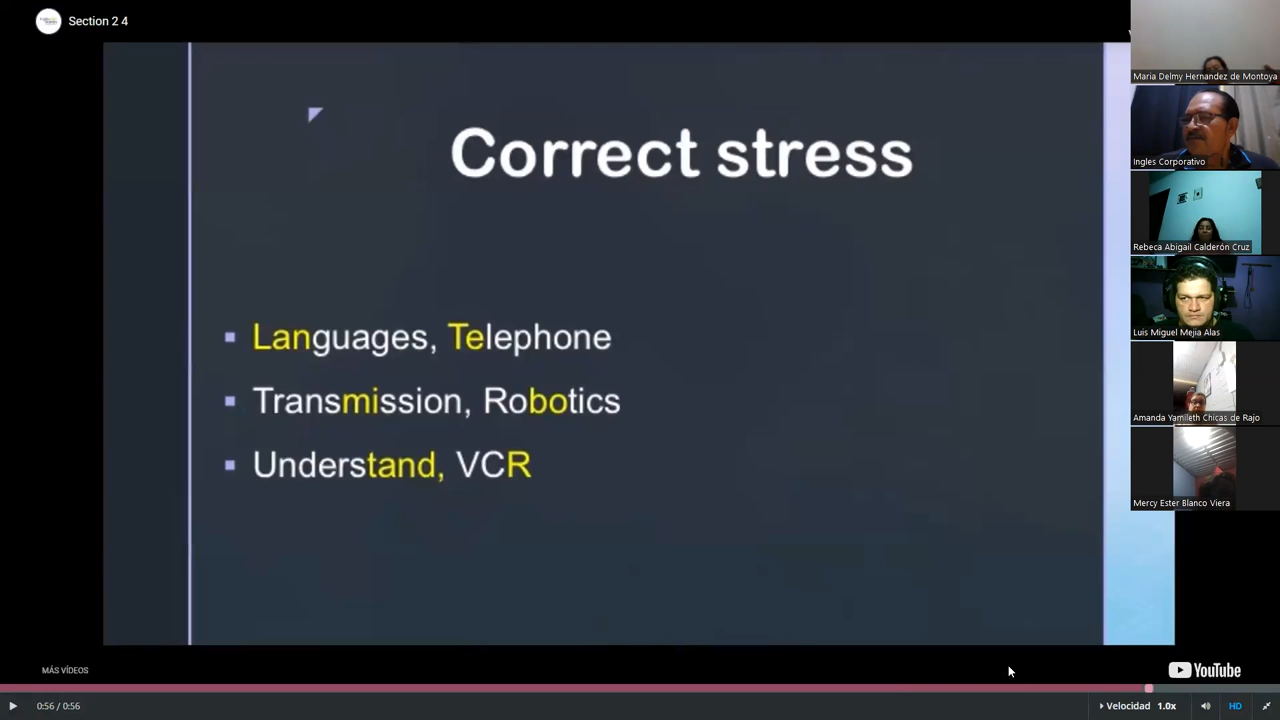 Section 2 4
Correct stress
Languages, Telephone
Transmission, Robotics
Understand, VCR
Maria Delmy Hernandez de Montoya
Ingles Corporativo
Rebeca Abigail Calderón Cruz
Luis Miguel Mejia Alas
Amanda Yamileth Chicas de Rajo
Mercy Ester Blanco Viera
MÁS VÍDEOS
YouTube
0:56 / 0:56
Velocidad 1.0x
HD